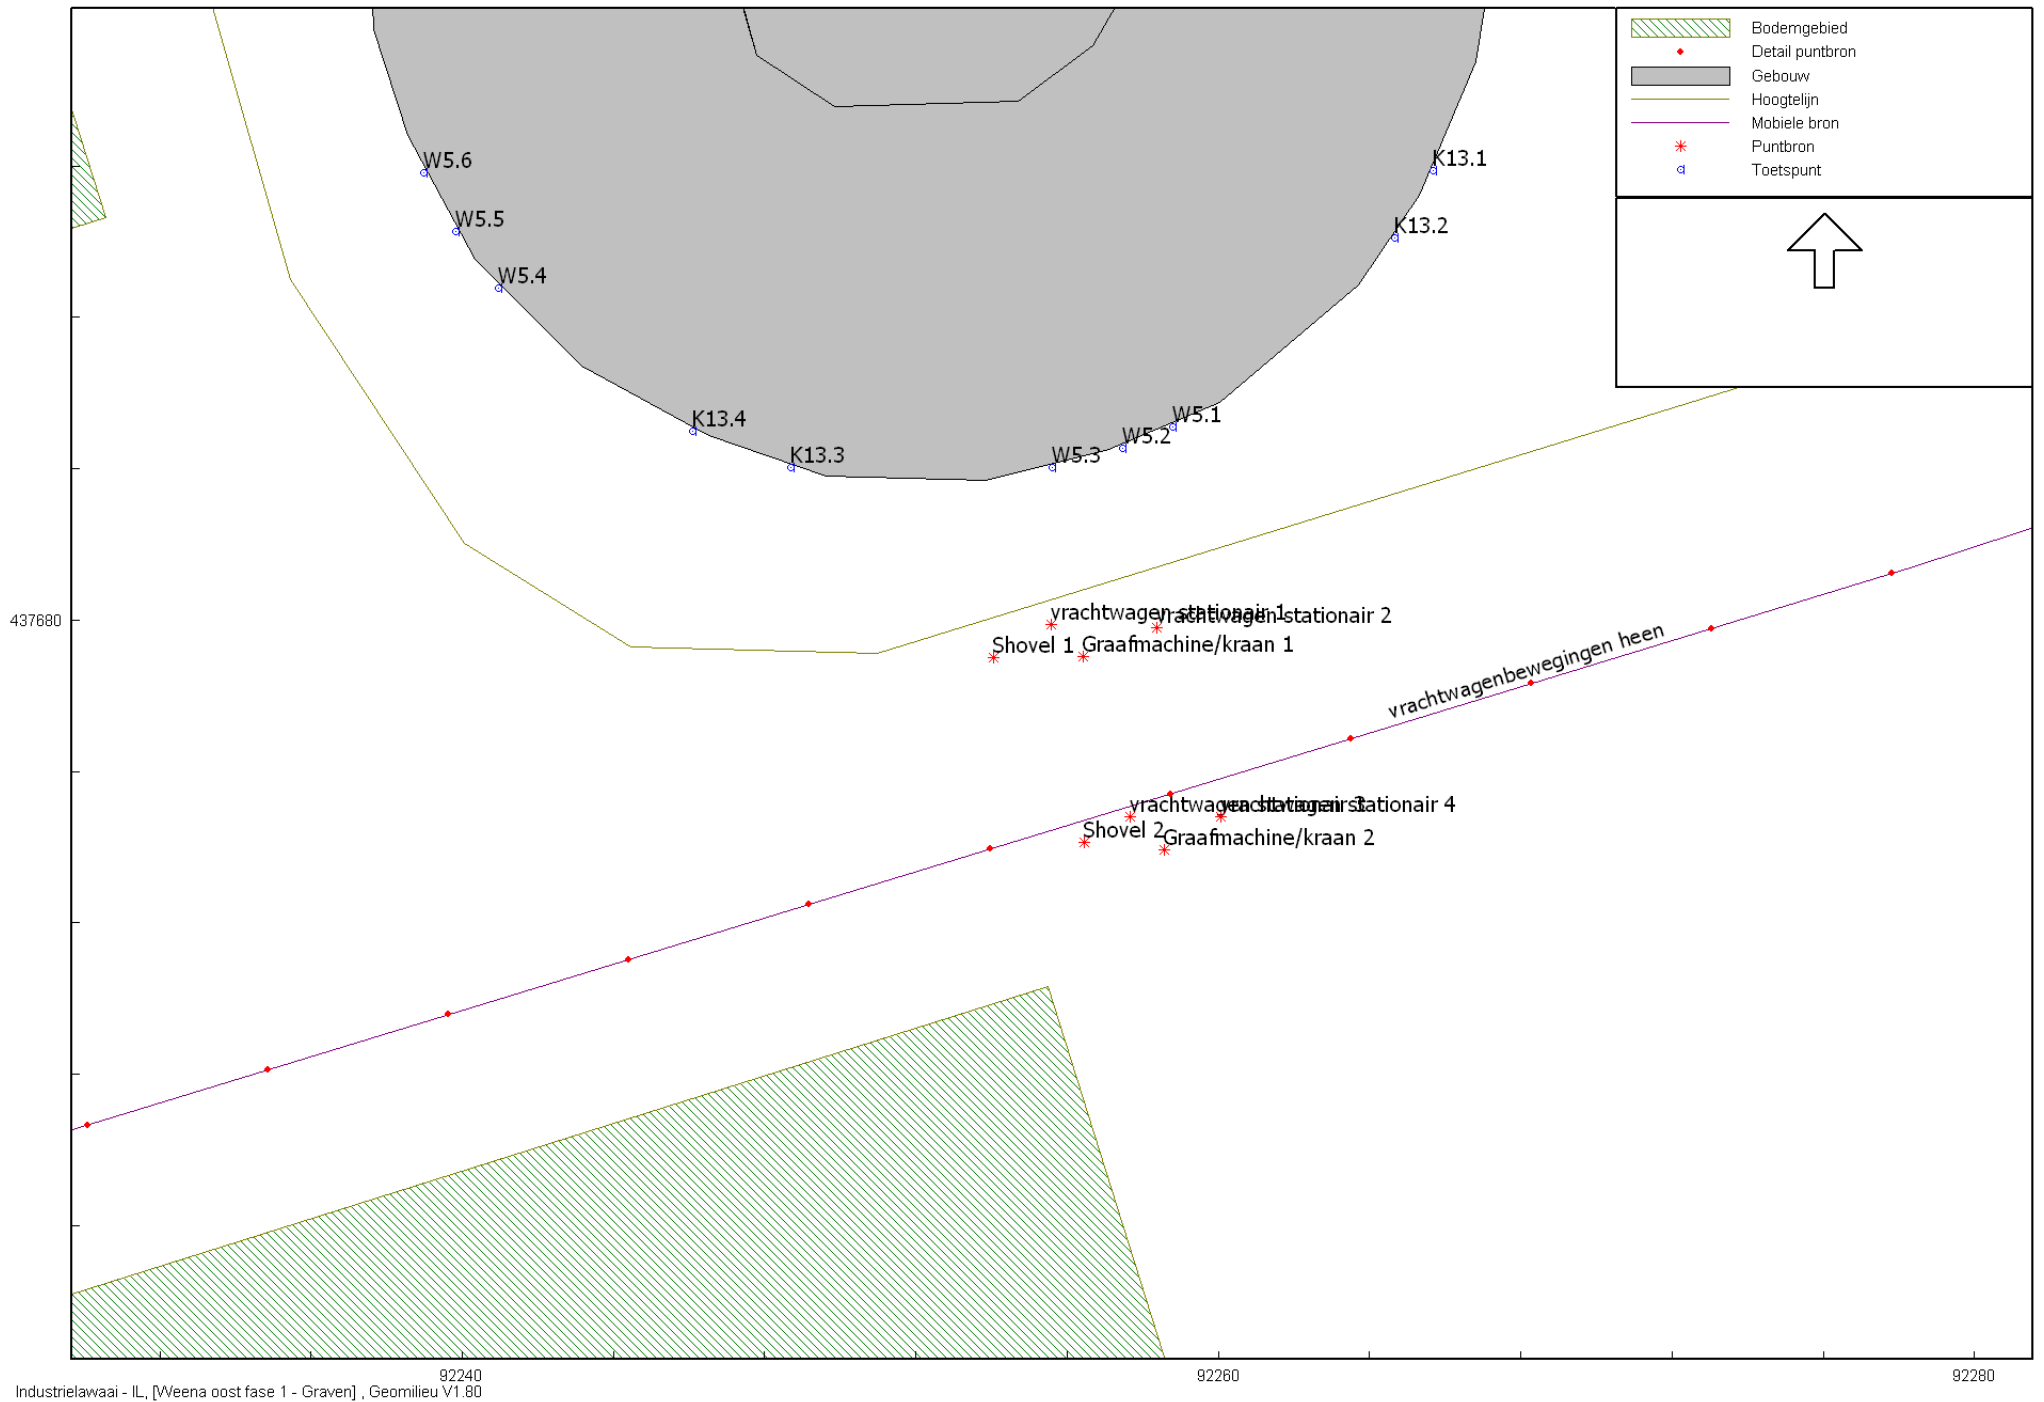 Bodemgebied
Detail puntbron
Gebouw
Hoogtelijn
Mobiele bron
Puntbron
Toetspunt
W5.6
K13.1
W5.5
K13.2
W5.4
K13.4
W5.1
W5.2
K13.3
W5.3
437680
vrachtwagen stationair 1
vrachtwagen stationair 2
Shovel 1
Graafmachine/kraan 1
vrachtwagenbewegingen heen
vrachtwagen stationair 3
vrachtwagen stationair 4
Shovel 2
Graafmachine/kraan 2
92240
92260
92280
Industrielawaai - IL, [Weena oost fase 1 - Graven] , Geomilieu V1.80